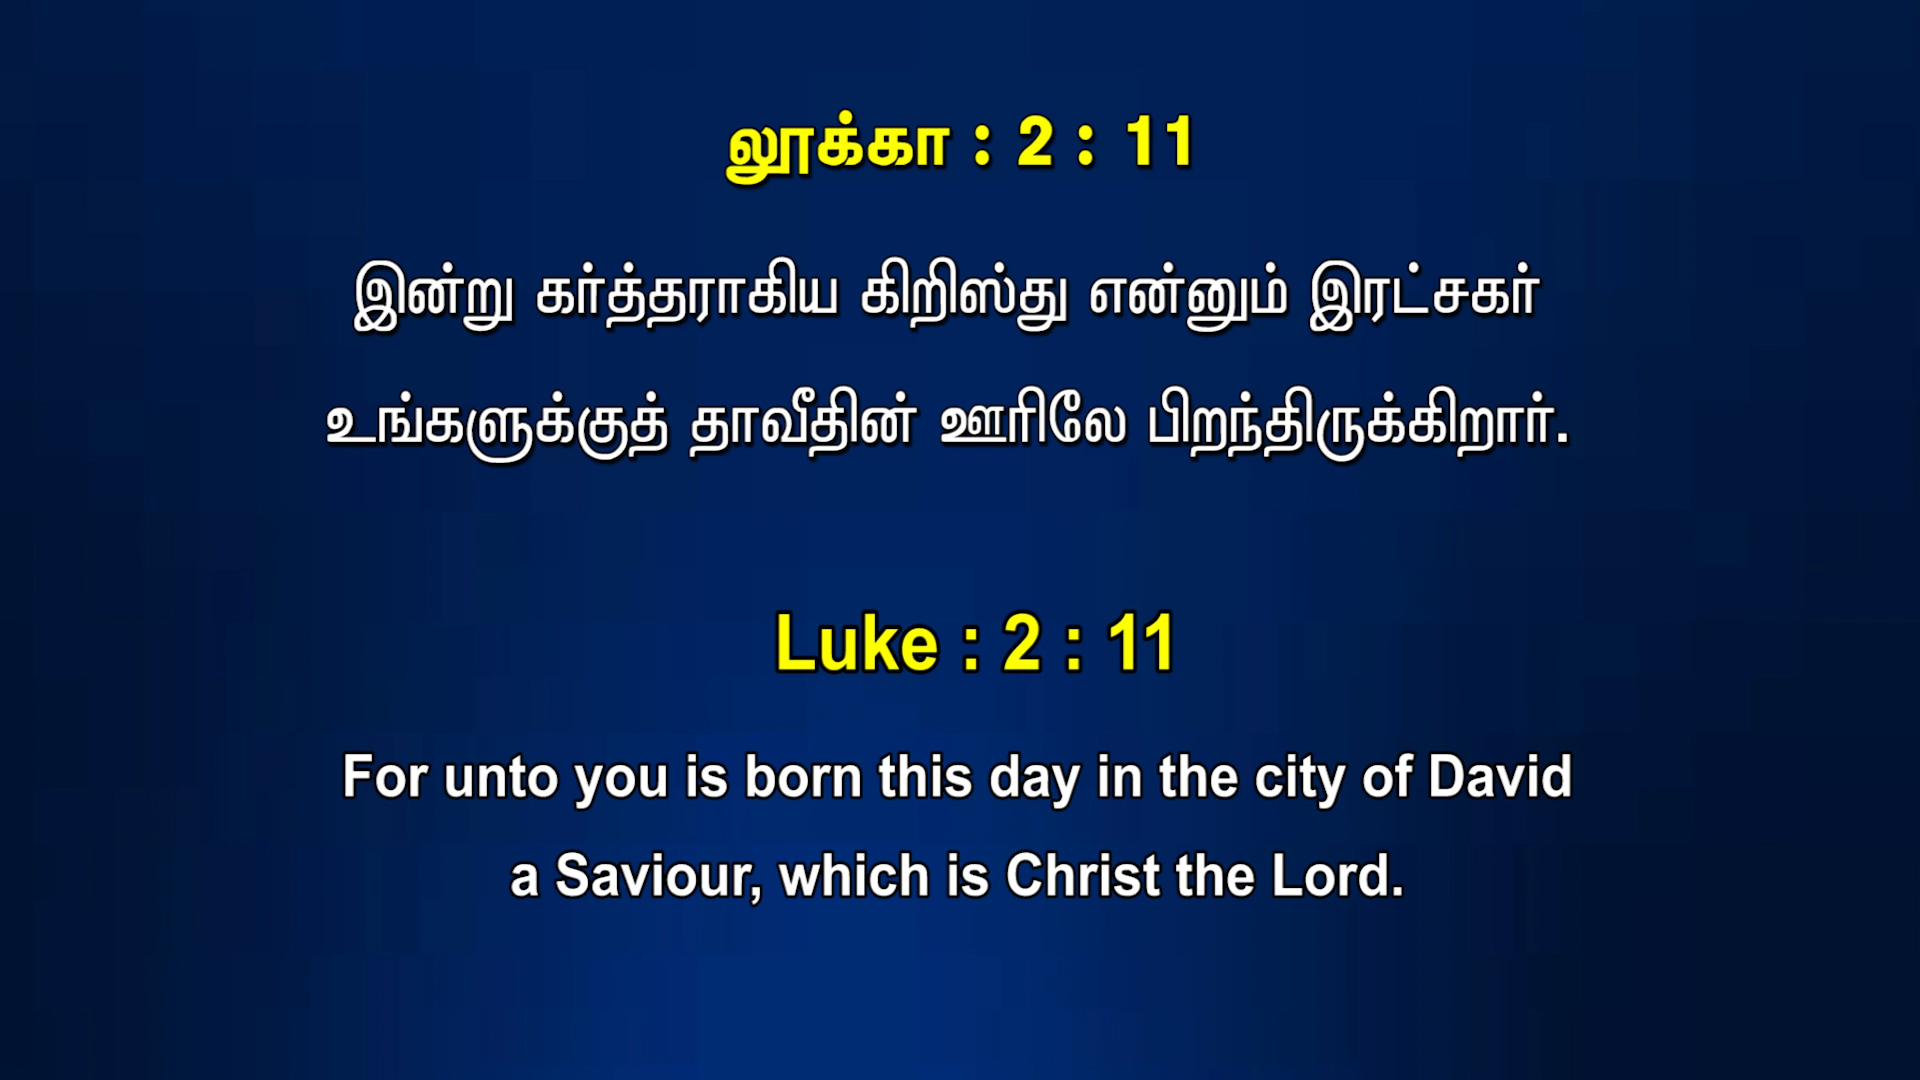 லூக்கா : 2 : 11
இன்று கர்த்தராகிய கிறிஸ்து என்னும் இரட்சகர்
உங்களுக்குத் தாவீதின் ஊரிலே பிறந்திருக்கிறார்.
Luke : 2 : 11
For unto you is born this day in the city of David
a Saviour, which is Christ the Lord.